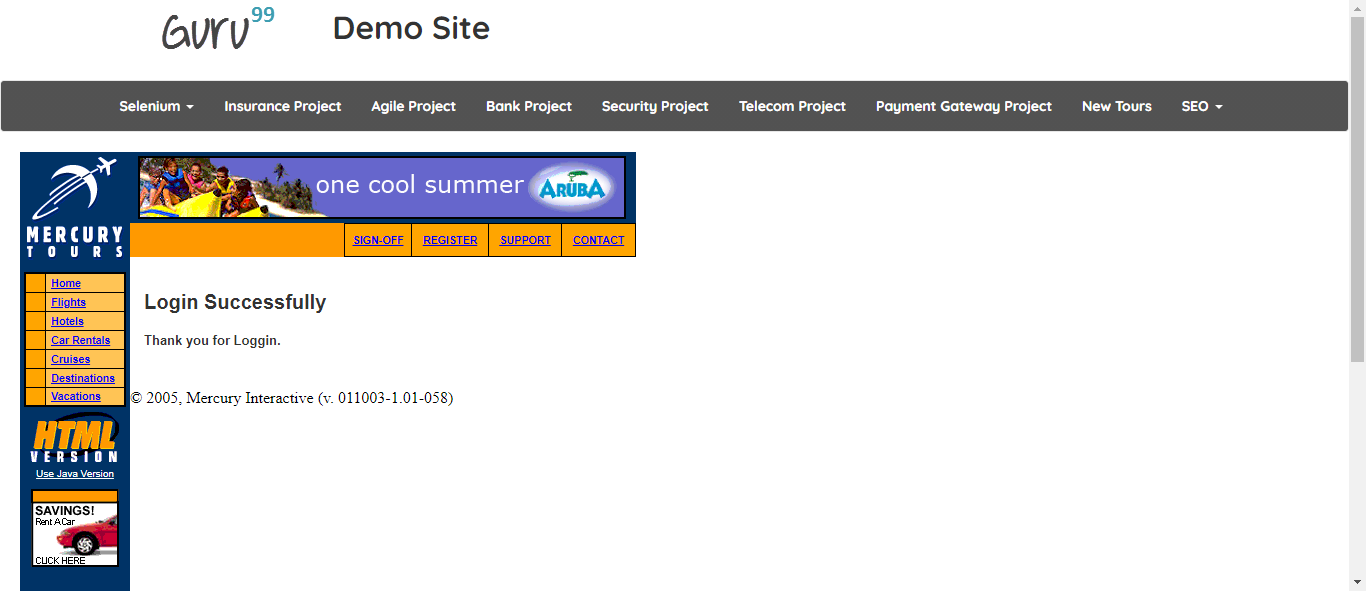 Guru 99 Demo Site
Selenium Insurance Project Agile Project Bank Project Security Project Telecom Project Payment Gateway Project New Tours SEO
one cool summer ARUBA
MERCURY
TOURS
SIGN-OFF REGISTER SUPPORT CONTACT
Home
Flights
Hotels
Car Rentals
Cruises
Destinations
Vacations
Login Successfully
Thank you for Loggin.
© 2005, Mercury Interactive (v. 011003-1.01-058)
HTML
VERSION
Use Java Version
SAVINGS!
Rent A Car
CLICK HERE